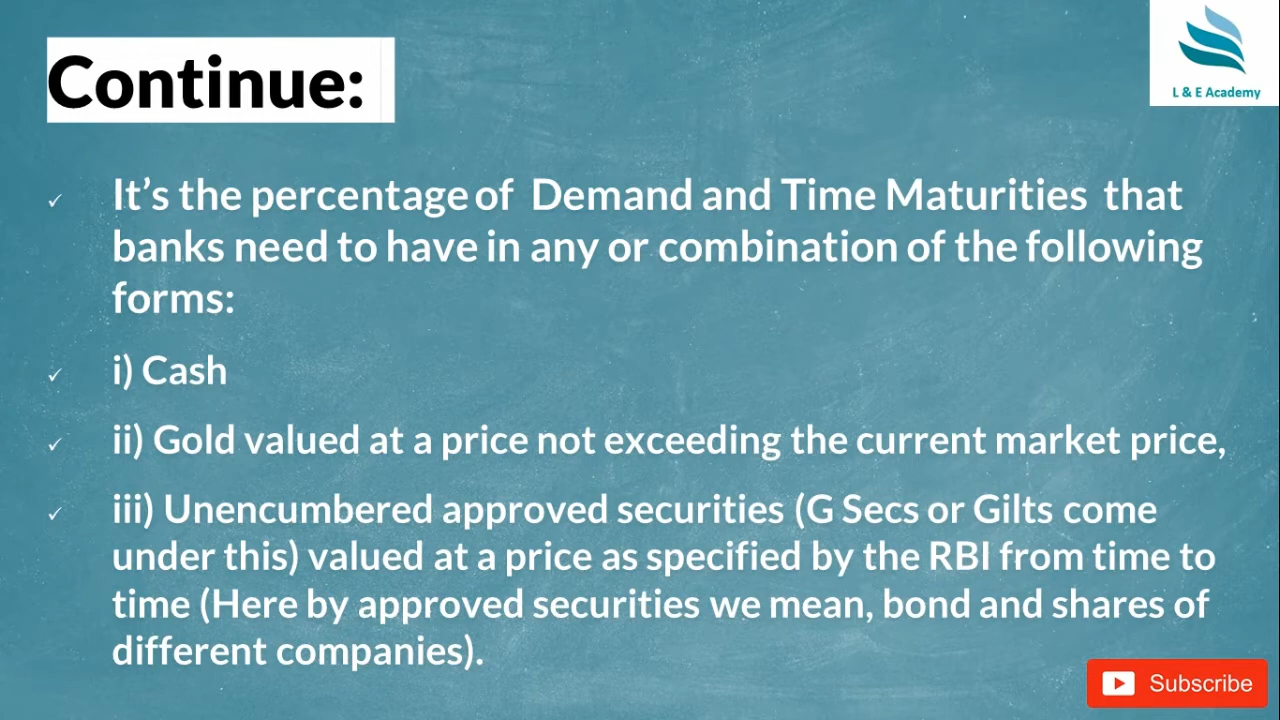 Continue:
L & E Academy
✓ It’s the percentage of Demand and Time Maturities that
banks need to have in any or combination of the following
forms:
✓ i) Cash
✓ ii) Gold valued at a price not exceeding the current market price,
✓ iii) Unencumbered approved securities (G Secs or Gilts come
under this) valued at a price as specified by the RBI from time to
time (Here by approved securities we mean, bond and shares of
different companies).
Subscribe